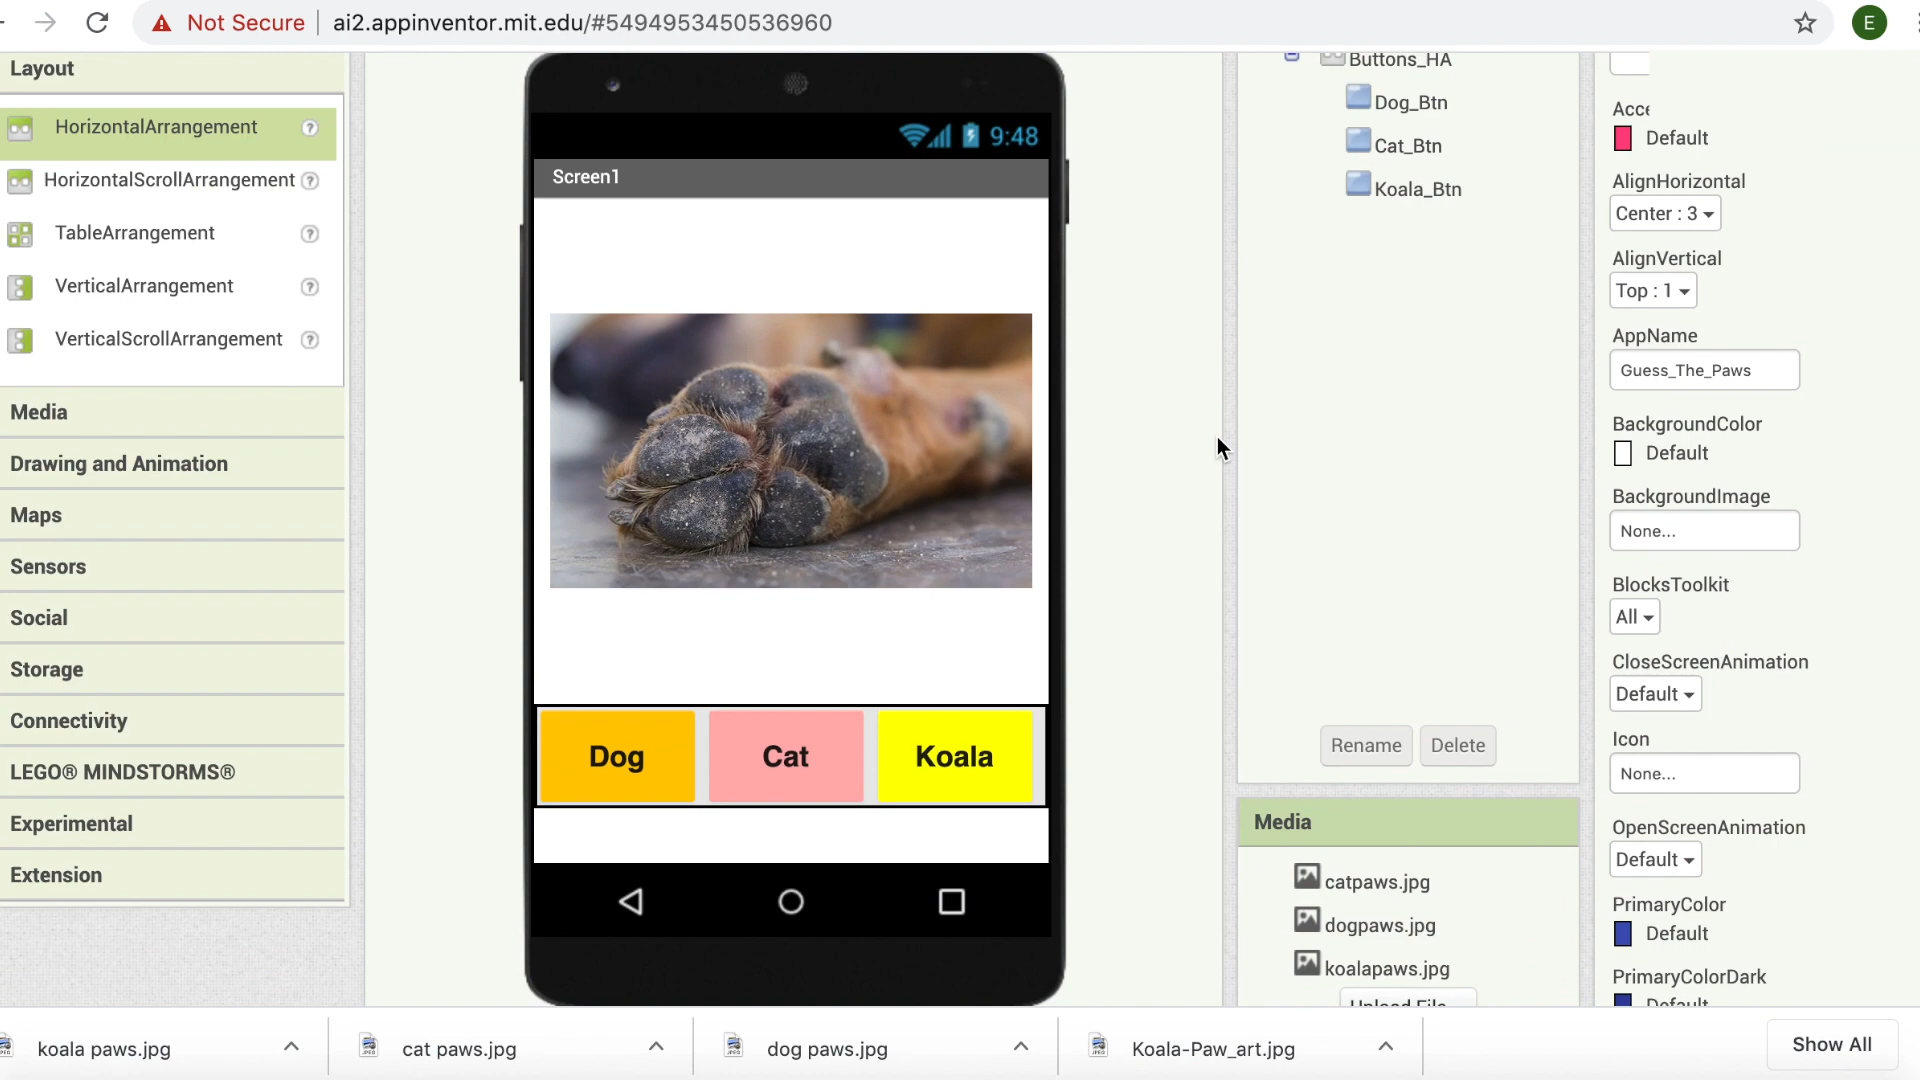 Not Secure
ai2.appinventor.mit.edu/#5494953450536960
E
Layout
HorizontalArrangement
?
HorizontalScrollArrangement
?
TableArrangement
?
VerticalArrangement
?
VerticalScrollArrangement
?
Media
Drawing and Animation
Maps
Sensors
Social
Storage
Connectivity
LEGO® MINDSTORMS®
Experimental
Extension
9:48
Screen1
Dog
Cat
Koala
Buttons_HA
Dog_Btn
Cat_Btn
Koala_Btn
Rename
Delete
Media
catpaws.jpg
dogpaws.jpg
koalapaws.jpg
Upload File
Acce
Default
AlignHorizontal
Center : 3
AlignVertical
Top : 1
AppName
Guess_The_Paws
BackgroundColor
Default
BackgroundImage
None...
BlocksToolkit
All
CloseScreenAnimation
Default
Icon
None...
OpenScreenAnimation
Default
PrimaryColor
Default
PrimaryColorDark
Default
koala paws.jpg
cat paws.jpg
dog paws.jpg
Koala-Paw_art.jpg
Show All